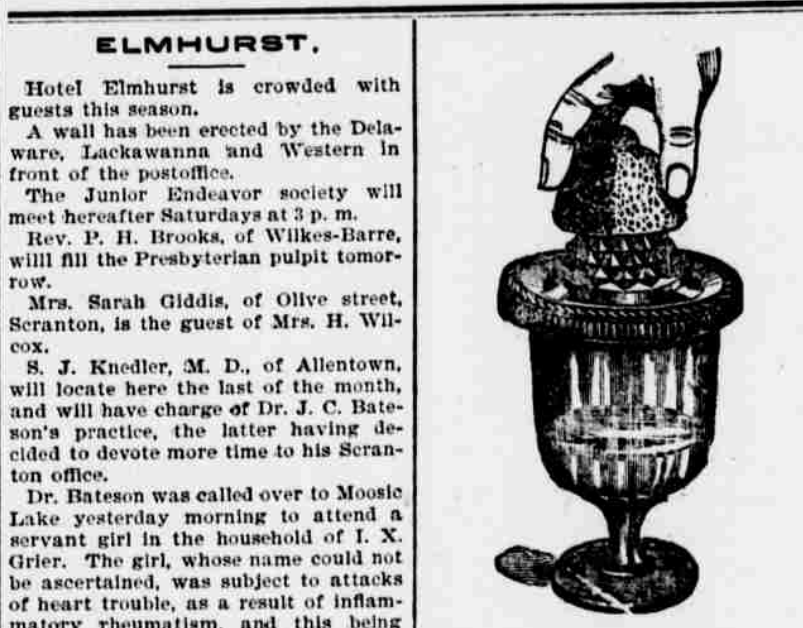 ELMHURST.
Hotel Elmhurst is crowded with
guests this season.
A wall has been erected by the Dela-
ware, Lackawanna and Western in
front of the postoffice.
The Junior Endeavor society will
meet hereafter Saturdays at 3 p. m.
Rev. P. H. Brooks, of Wilkes-Barre,
willl fill the Presbyterian pulpit tomor-
row.
Mrs. Sarah Giddis, of Olive street,
Scranton, is the guest of Mrs. H. Wil-
cox.
S. J. Knedler, M. D., of Allentown,
will locate here the last of the month,
and will have charge of Dr. J. C. Bate-
son's practice, the latter having de-
cided to devote more time to his Scran-
ton office.
Dr. Bateson was called over to Moosic
Lake yesterday morning to attend a
servant girl in the household of I. X.
Grier. The girl, whose name could not
be ascertained, was subject to attacks
of heart trouble, as a result of inflam-
matory rheumatism, and this being